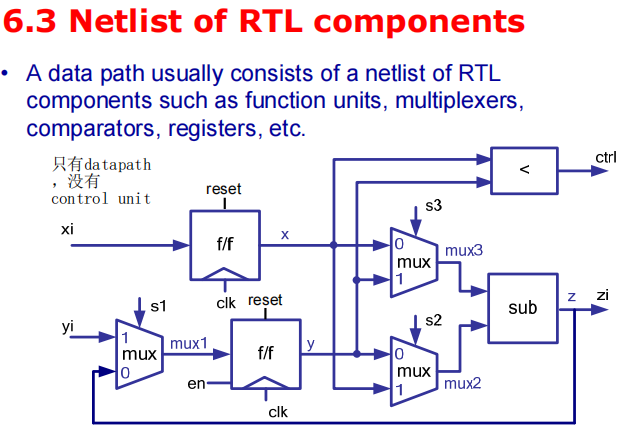 6.3 Netlist of RTL components
• A data path usually consists of a netlist of RTL
components such as function units, multiplexers,
comparators, registers, etc.
只有datapath
，没有
control unit
reset
<
ctrl
s3
xi
f/f
x
0
mux
1
mux3
clk
reset
s1
s2
sub
z
zi
yi
1
mux
0
mux1
f/f
y
0
mux
1
mux2
en
clk